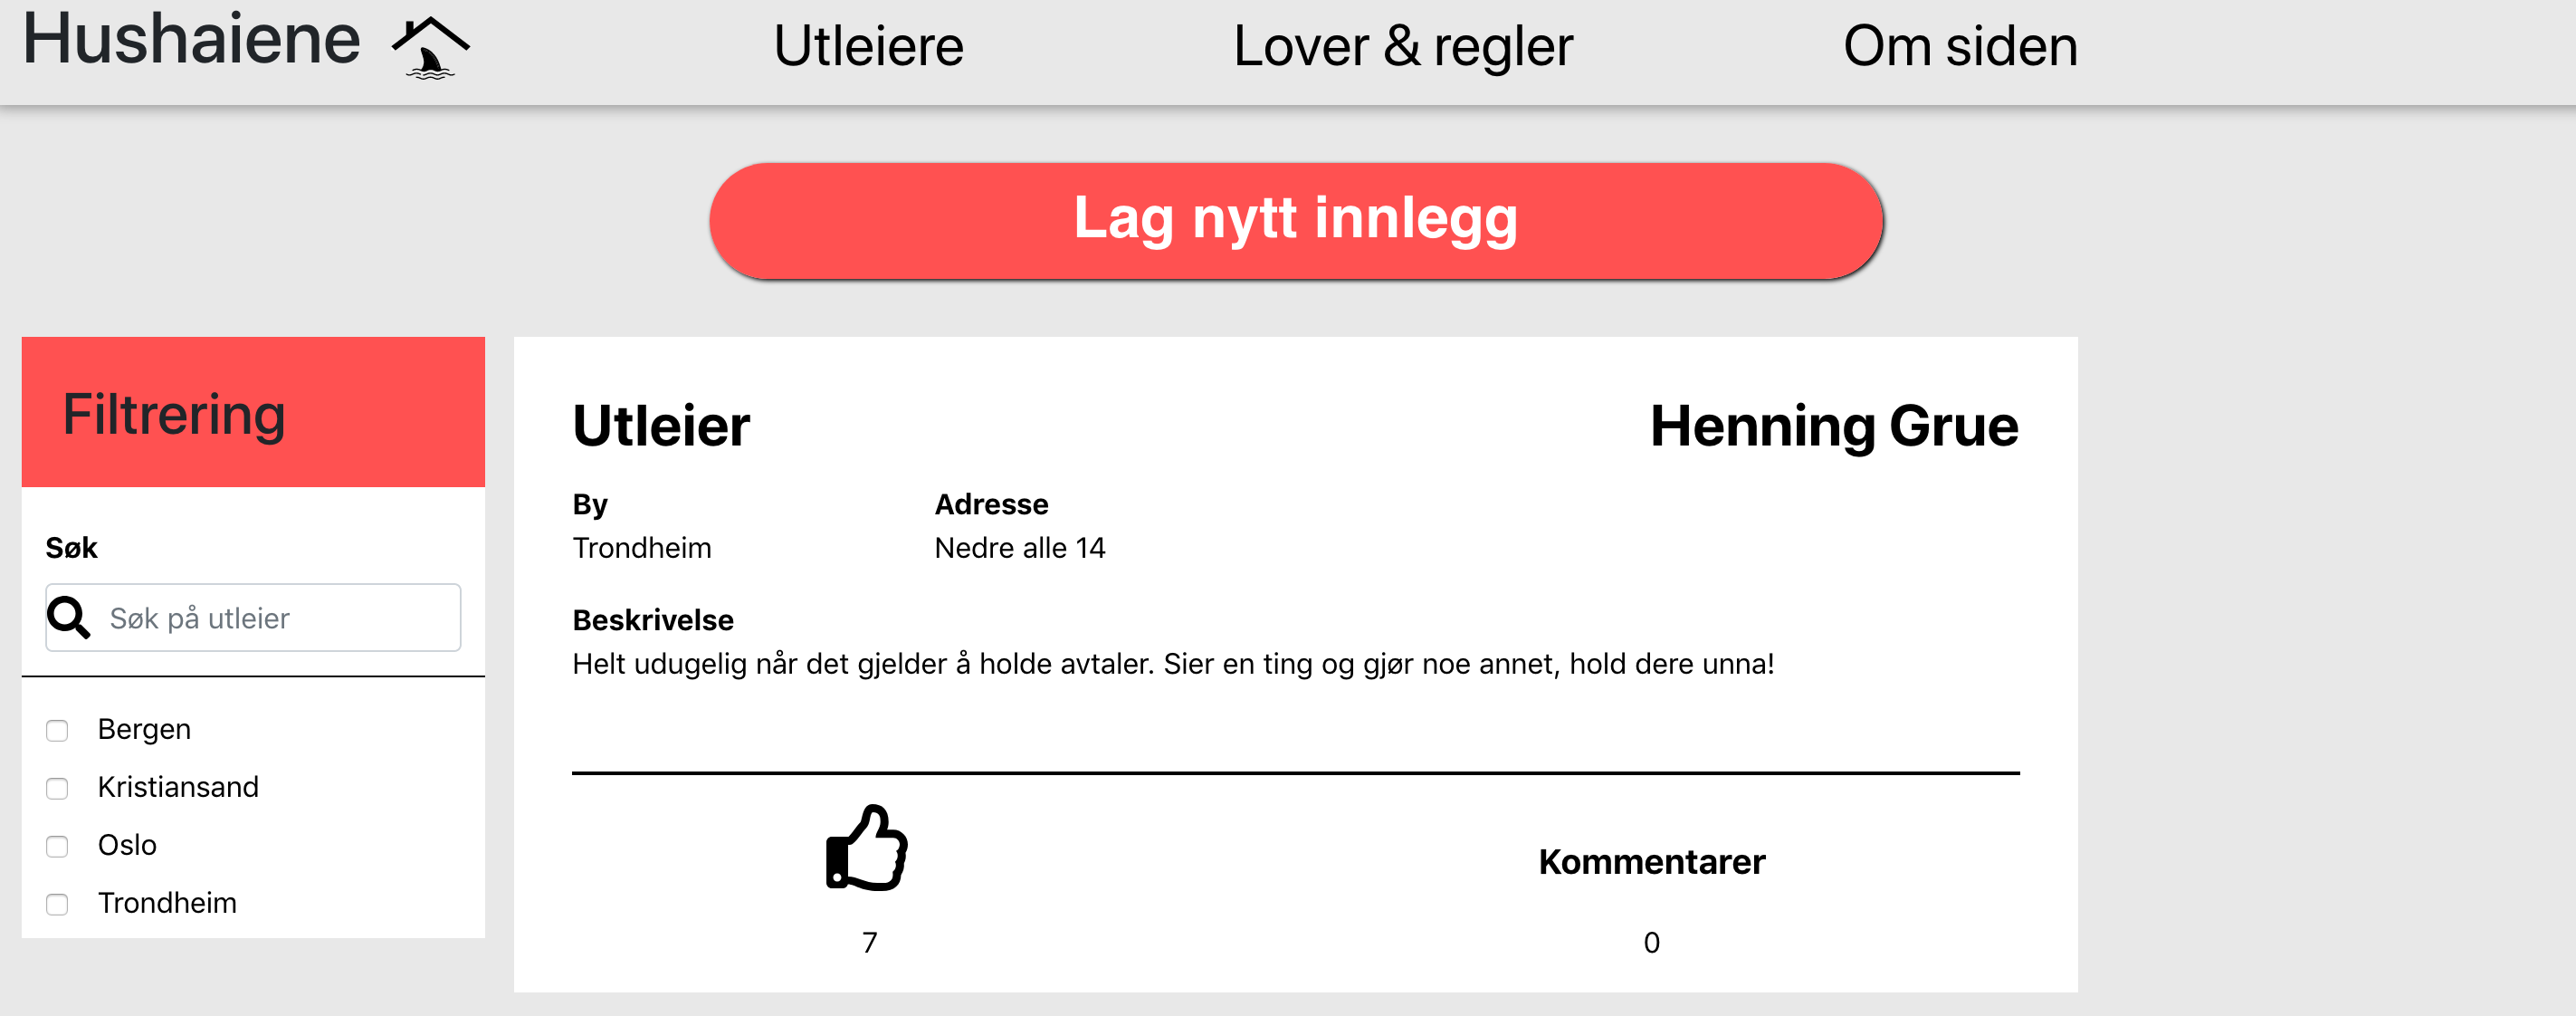 Hushaiene
Utleiere
Lover & regler
Om siden
Lag nytt innlegg
Filtrering
Søk
Søk på utleier
Bergen
Kristiansand
Oslo
Trondheim
Utleier
Henning Grue
By
Adresse
Trondheim
Nedre alle 14
Beskrivelse
Helt udugelig når det gjelder å holde avtaler. Sier en ting og gjør noe annet, hold dere unna!
Kommentarer
7
0